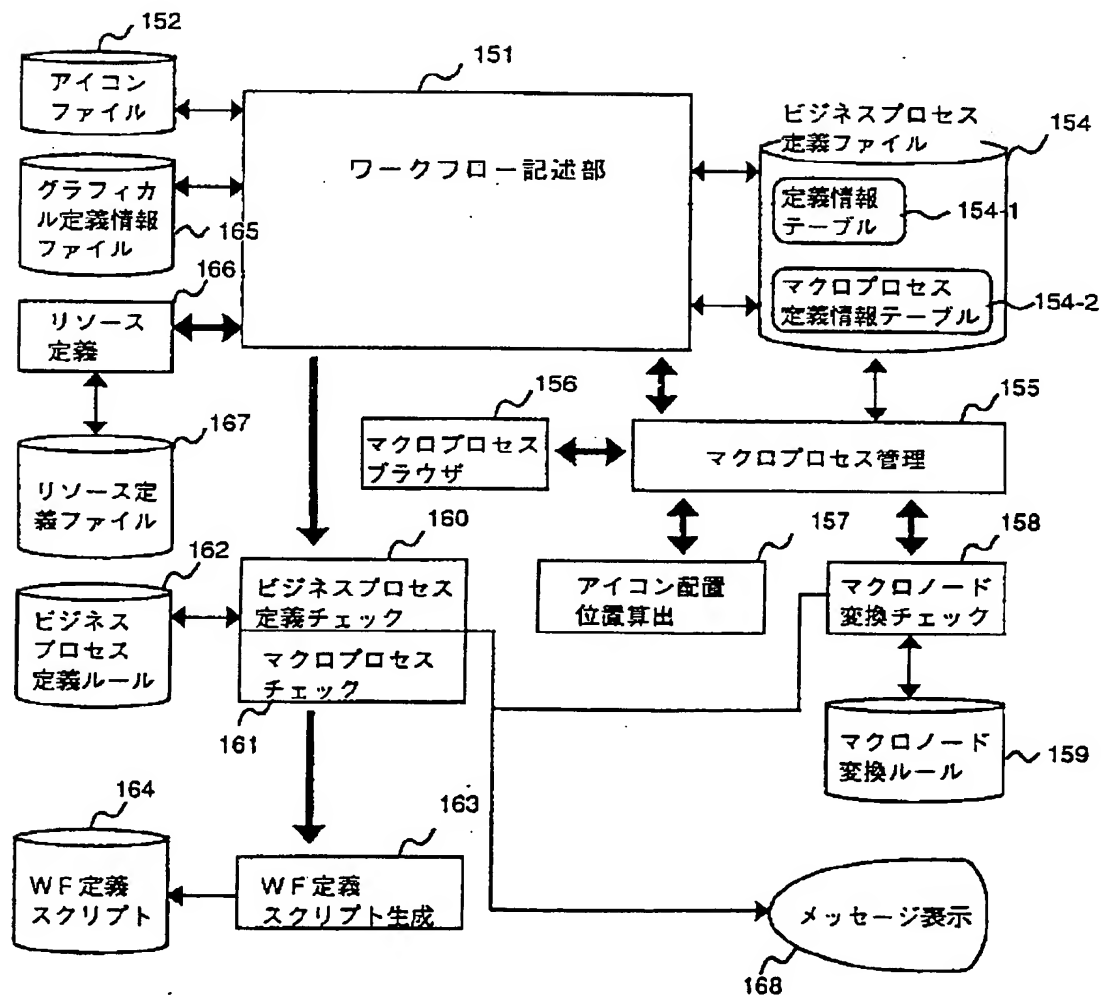 152
アイコン
ファイル
151
ワークフロー記述部
ビジネスプロセス
定義ファイル
154
定義情報
テーブル
154-1
マクロプロセス
定義情報テーブル
154-2
グラフィカ
ル定義情報
ファイル
165
166
リソース
定義
167
リソース定
義ファイル
156
マクロプロセス
ブラウザ
155
マクロプロセス管理
157
アイコン配置
位置算出
158
マクロノード
変換チェック
159
マクロノード
変換ルール
162
ビジネス
プロセス
定義ルール
160
ビジネスプロセス
定義チェック
マクロプロセス
チェック
161
164
WF定義
スクリプト
163
WF定義
スクリプト生成
メッセージ表示
168